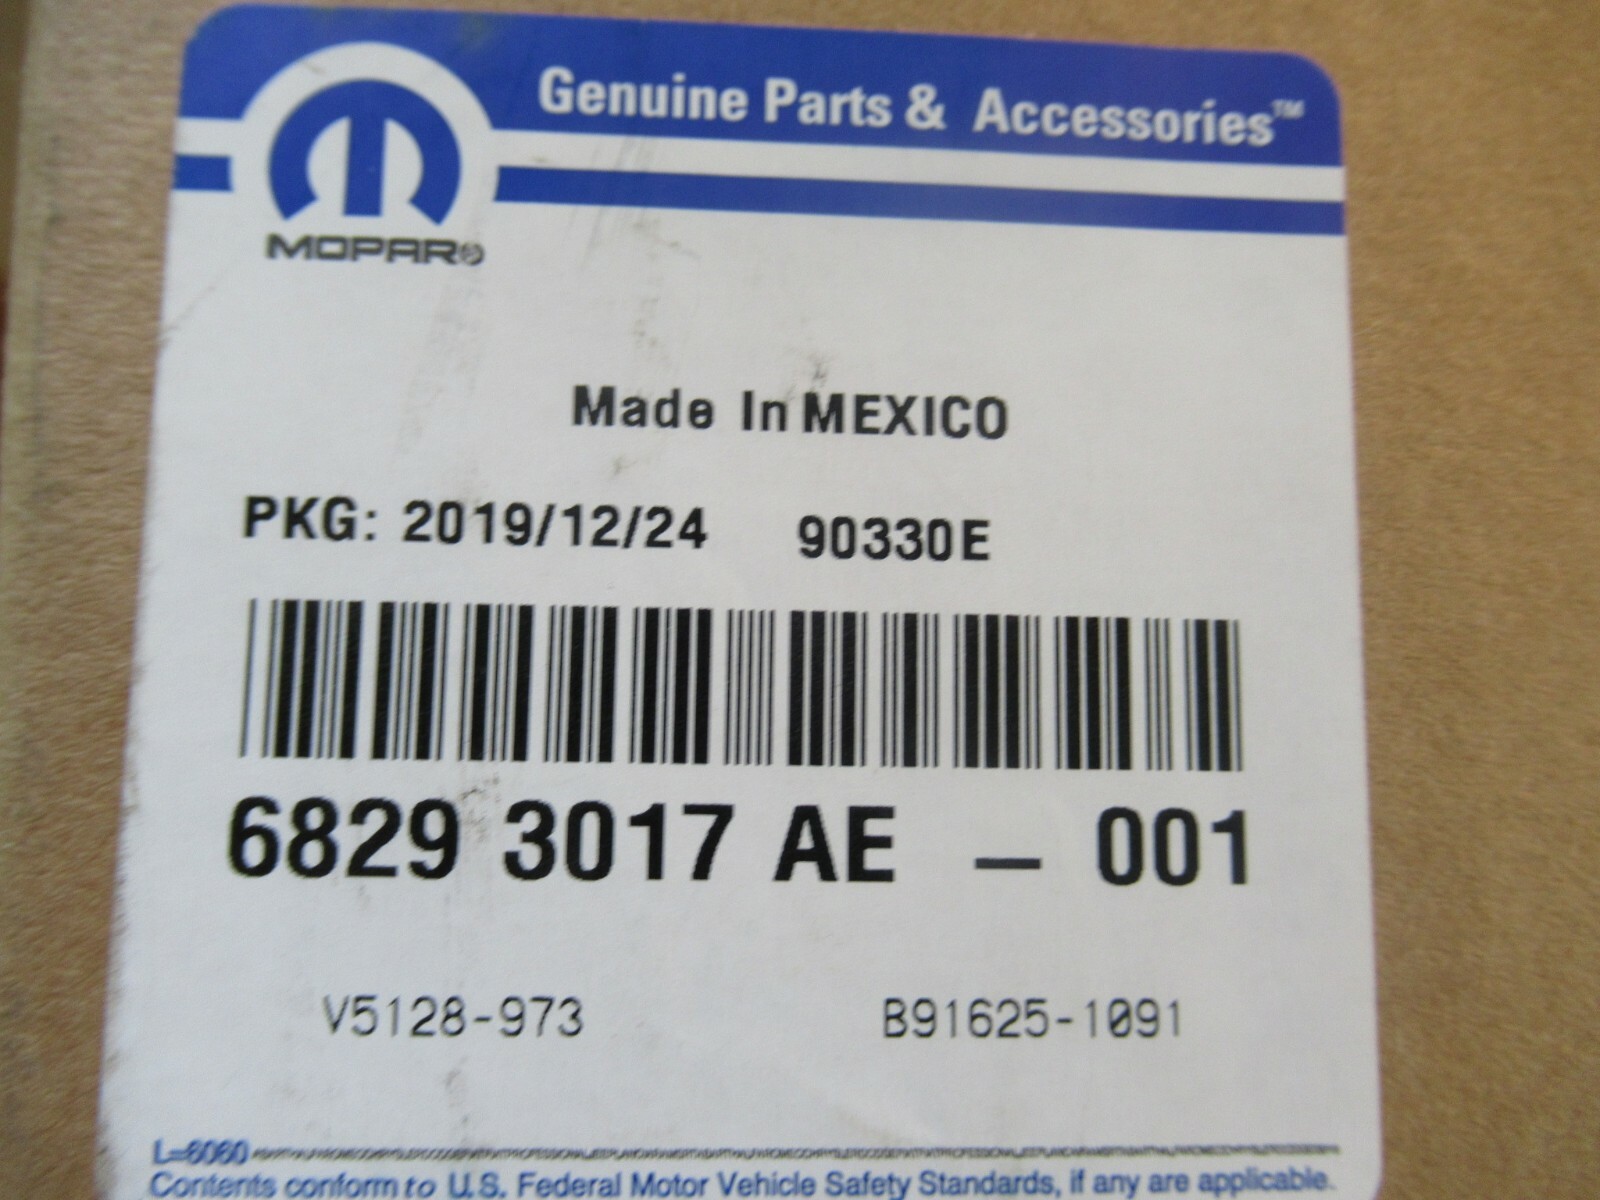 Genuine Parts & Accessories™
MOPAR®
Made In MEXICO
PKG: 2019/12/24 90330E
6829 3017 AE – 001
V5128-973 B91625-1091
L=6060
Contents conform to U.S. Federal Motor Vehicle Safety Standards, if any are applicable.